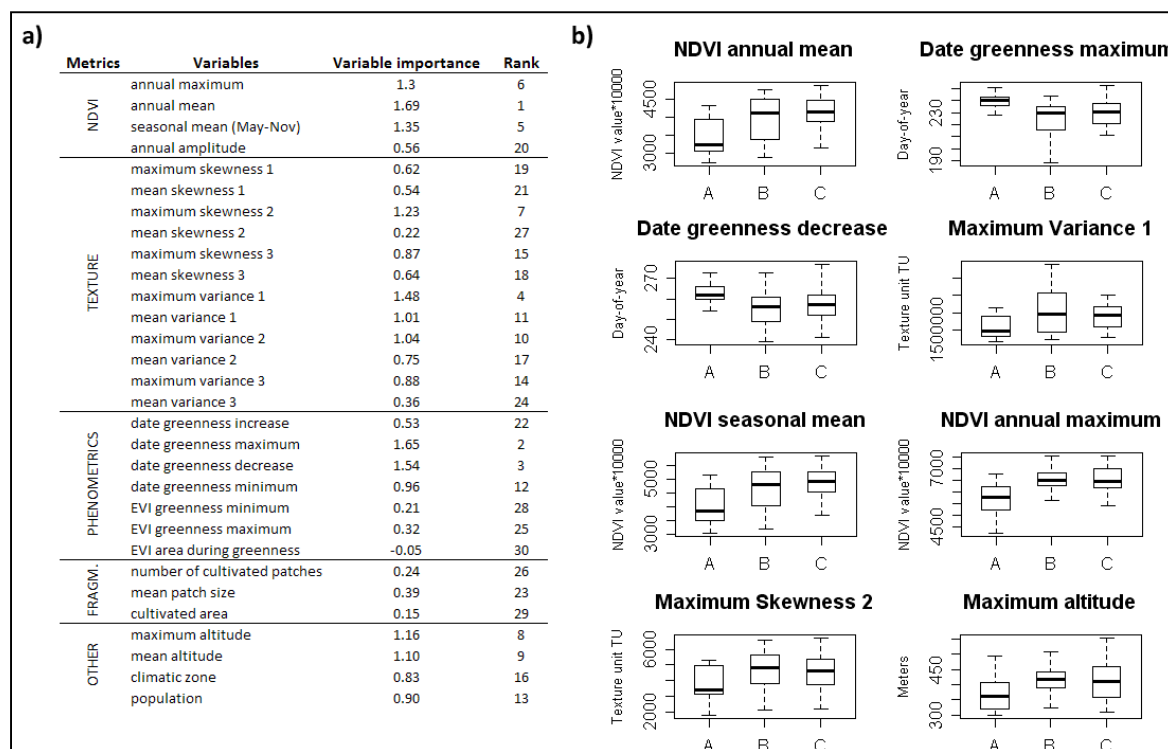 a)
Metrics Variables Variable importance Rank
NDVI
annual maximum 1.3 6
annual mean 1.69 1
seasonal mean (May-Nov) 1.35 5
annual amplitude 0.56 20
TEXTURE
maximum skewness 1 0.62 19
mean skewness 1 0.54 21
maximum skewness 2 1.23 7
mean skewness 2 0.22 27
maximum skewness 3 0.87 15
mean skewness 3 0.64 18
maximum variance 1 1.48 4
mean variance 1 1.01 11
maximum variance 2 1.04 10
mean variance 2 0.75 17
maximum variance 3 0.88 14
mean variance 3 0.36 24
PHENOMETRICS
date greenness increase 0.53 22
date greenness maximum 1.65 2
date greenness decrease 1.54 3
date greenness minimum 0.96 12
EVI greenness minimum 0.21 28
EVI greenness maximum 0.32 25
EVI area during greenness -0.05 30
FRAGM.
number of cultivated patches 0.24 26
mean patch size 0.39 23
cultivated area 0.15 29
OTHER
maximum altitude 1.16 8
mean altitude 1.10 9
climatic zone 0.83 16
population 0.90 13
b)
NDVI annual mean
NDVI value*10000
4500
3000
A B C
Date greenness maximum
Day-of-year
230
190
A B C
Date greenness decrease
Day-of-year
270
240
A B C
Maximum Variance 1
Texture unit TU
1500000
A B C
NDVI seasonal mean
NDVI value*10000
5000
3000
A B C
NDVI annual maximum
NDVI value*10000
7000
4500
A B C
Maximum Skewness 2
Texture unit TU
6000
2000
A B C
Maximum altitude
Meters
450
300
A B C